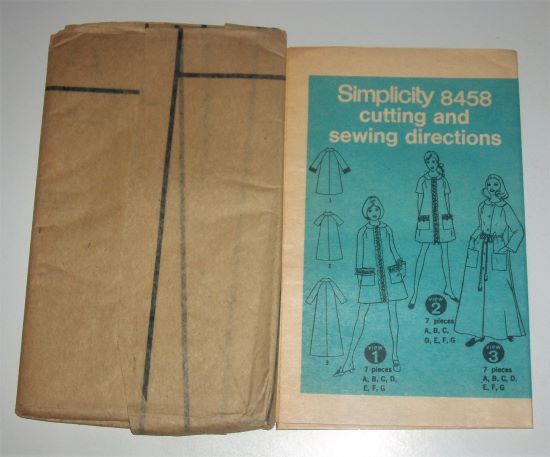 Simplicity 8458
cutting and
sewing directions
1
2
3
view
1
7 pieces
A, B, C, D,
E, F, G
view
2
7 pieces
A, B, C,
D, E, F, G
view
3
7 pieces
A, B, C, D,
E, F, G